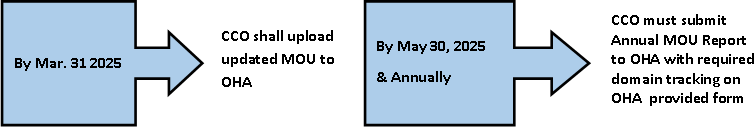 By Mar. 31 2025
CCO shall upload
updated MOU to
OHA
By May 30, 2025
& Annually
CCO must submit
Annual MOU Report
to OHA with required
domain tracking on
OHA provided form